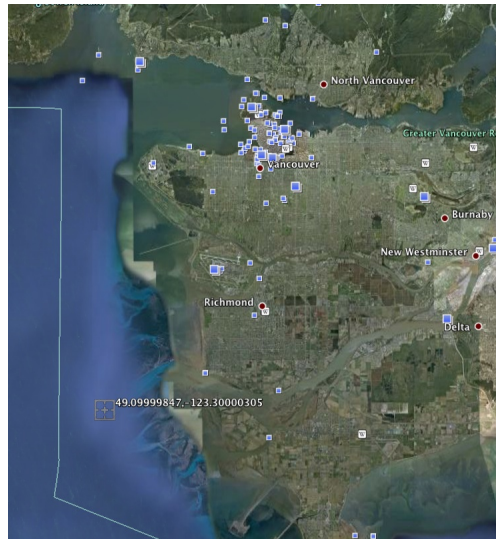 North Vancouver
Greater Vancouver R
Vancouver
Burnaby
New Westminster
Richmond
Delta
49.09999847,-123.30000305